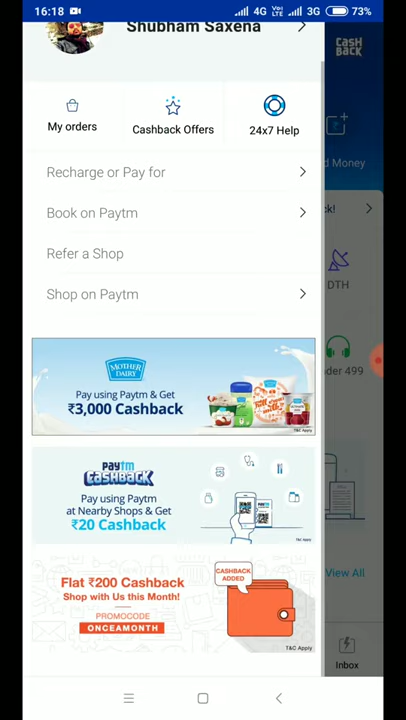 16:18
4G VoLTE 3G 73%
Shubham Saxena
CASH BACK
My orders
Cashback Offers
24x7 Help
d Money
Recharge or Pay for
k!
Book on Paytm
Refer a Shop
DTH
Shop on Paytm
MOTHER DAIRY
Pay using Paytm & Get
₹3,000 Cashback
T&C Apply
der 499
paytm
CASHBACK
Pay using Paytm
at Nearby Shops & Get
₹20 Cashback
T&C Apply
Flat ₹200 Cashback
Shop with Us this Month!
PROMOCODE
ONCEAMONTH
CASHBACK
ADDED
T&C Apply
View All
Inbox